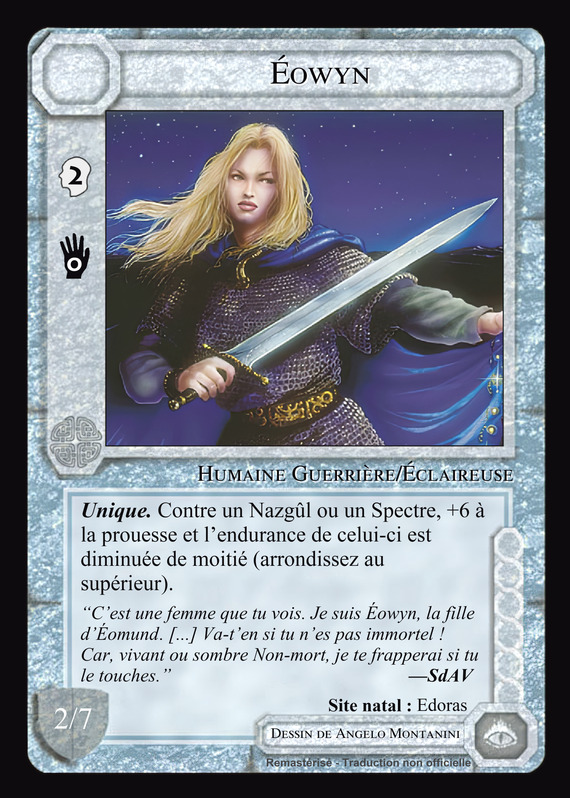 Éowyn
2
0
Humaine Guerrière/Éclaireuse
Unique. Contre un Nazgûl ou un Spectre, +6 à
la prouesse et l’endurance de celui-ci est
diminuée de moitié (arrondissez au
supérieur).
“C’est une femme que tu vois. Je suis Éowyn, la fille
d’Éomund. [...] Va-t’en si tu n’es pas immortel !
Car, vivant ou sombre Non-mort, je te frapperai si tu
le touches.” —SdAV
Site natal : Edoras
2/7
Dessin de Angelo Montanini
Remastérisé - Traduction non officielle